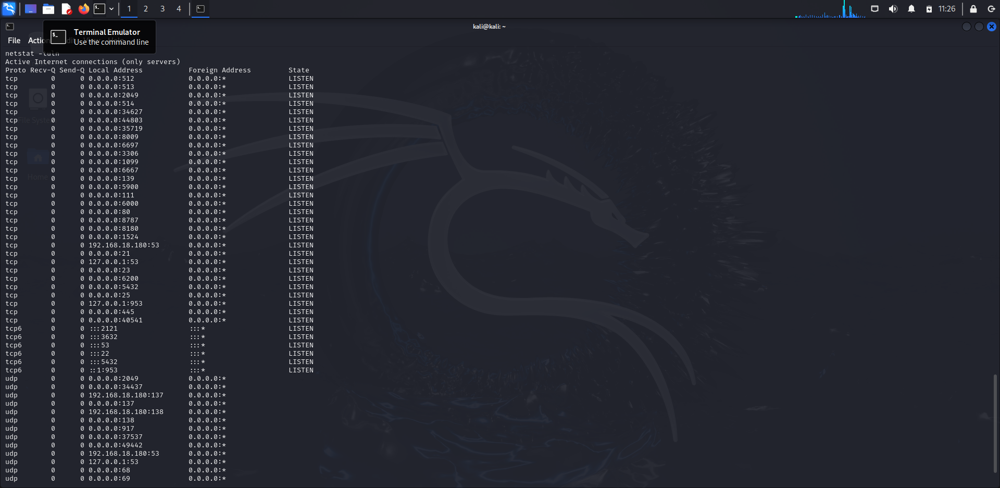 1 2 3 4 11:26
kali@kali: ~
Terminal Emulator
Use the command line
File Action Edit View Help
netstat -tuln
Active Internet connections (only servers)
Proto Recv-Q Send-Q Local Address Foreign Address State
tcp 0 0 0.0.0.0:512 0.0.0.0:* LISTEN
tcp 0 0 0.0.0.0:513 0.0.0.0:* LISTEN
tcp 0 0 0.0.0.0:2049 0.0.0.0:* LISTEN
tcp 0 0 0.0.0.0:514 0.0.0.0:* LISTEN
tcp 0 0 0.0.0.0:34627 0.0.0.0:* LISTEN
tcp 0 0 0.0.0.0:44803 0.0.0.0:* LISTEN
File System
tcp 0 0 0.0.0.0:35719 0.0.0.0:* LISTEN
tcp 0 0 0.0.0.0:8009 0.0.0.0:* LISTEN
tcp 0 0 0.0.0.0:6697 0.0.0.0:* LISTEN
tcp 0 0 0.0.0.0:3306 0.0.0.0:* LISTEN
tcp 0 0 0.0.0.0:1099 0.0.0.0:* LISTEN
tcp 0 0 0.0.0.0:6667 0.0.0.0:* LISTEN
Home
tcp 0 0 0.0.0.0:139 0.0.0.0:* LISTEN
tcp 0 0 0.0.0.0:5900 0.0.0.0:* LISTEN
tcp 0 0 0.0.0.0:111 0.0.0.0:* LISTEN
tcp 0 0 0.0.0.0:6000 0.0.0.0:* LISTEN
tcp 0 0 0.0.0.0:80 0.0.0.0:* LISTEN
tcp 0 0 0.0.0.0:8787 0.0.0.0:* LISTEN
tcp 0 0 0.0.0.0:8180 0.0.0.0:* LISTEN
tcp 0 0 0.0.0.0:1524 0.0.0.0:* LISTEN
tcp 0 0 192.168.18.180:53 0.0.0.0:* LISTEN
tcp 0 0 0.0.0.0:21 0.0.0.0:* LISTEN
tcp 0 0 127.0.0.1:53 0.0.0.0:* LISTEN
tcp 0 0 0.0.0.0:23 0.0.0.0:* LISTEN
tcp 0 0 0.0.0.0:6200 0.0.0.0:* LISTEN
tcp 0 0 0.0.0.0:5432 0.0.0.0:* LISTEN
tcp 0 0 0.0.0.0:25 0.0.0.0:* LISTEN
tcp 0 0 127.0.0.1:953 0.0.0.0:* LISTEN
tcp 0 0 0.0.0.0:445 0.0.0.0:* LISTEN
tcp 0 0 0.0.0.0:40541 0.0.0.0:* LISTEN
tcp6 0 0 :::2121 :::* LISTEN
tcp6 0 0 :::3632 :::* LISTEN
tcp6 0 0 :::53 :::* LISTEN
tcp6 0 0 :::22 :::* LISTEN
tcp6 0 0 :::5432 :::* LISTEN
tcp6 0 0 ::1:953 :::* LISTEN
udp 0 0 0.0.0.0:2049 0.0.0.0:*
udp 0 0 0.0.0.0:34437 0.0.0.0:*
udp 0 0 192.168.18.180:137 0.0.0.0:*
udp 0 0 0.0.0.0:137 0.0.0.0:*
udp 0 0 192.168.18.180:138 0.0.0.0:*
udp 0 0 0.0.0.0:138 0.0.0.0:*
udp 0 0 0.0.0.0:917 0.0.0.0:*
udp 0 0 0.0.0.0:37537 0.0.0.0:*
udp 0 0 0.0.0.0:49442 0.0.0.0:*
udp 0 0 192.168.18.180:53 0.0.0.0:*
udp 0 0 127.0.0.1:53 0.0.0.0:*
udp 0 0 0.0.0.0:68 0.0.0.0:*
udp 0 0 0.0.0.0:69 0.0.0.0:*